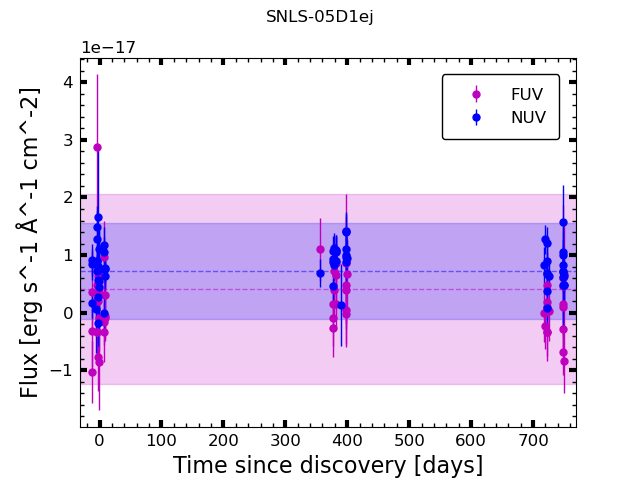 SNLS-05D1ej
1e−17
FUV
NUV
4
3
2
1
0
−1
Flux [erg s^-1 Å^-1 cm^-2]
0 100 200 300 400 500 600 700
Time since discovery [days]